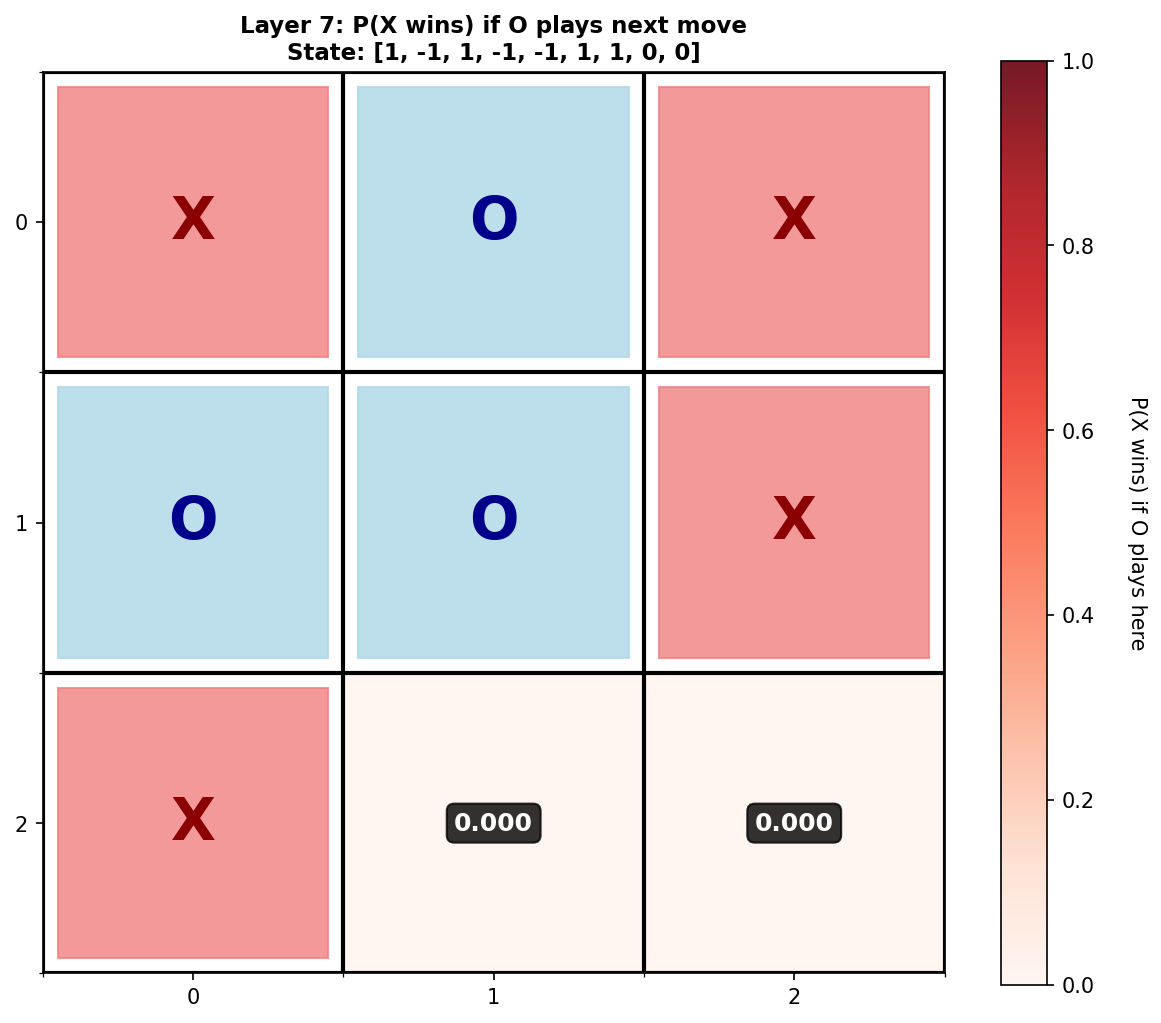 Layer 7: P(X wins) if O plays next move
State: [1, -1, 1, -1, -1, 1, 1, 0, 0]
0
X
O
X
1
O
O
X
2
X
0.000
0.000
0
1
2
1.0
0.8
0.6
0.4
0.2
0.0
P(X wins) if O plays here